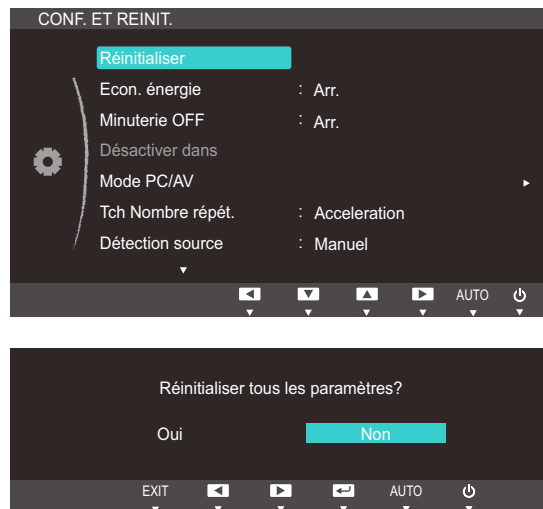 CONF. ET REINIT.
Réinitialiser
Econ. énergie : Arr.
Minuterie OFF : Arr.
Désactiver dans
Mode PC/AV
Tch Nombre répét. : Acceleration
Détection source : Manuel
AUTO
Réinitialiser tous les paramètres?
Oui Non
EXIT AUTO